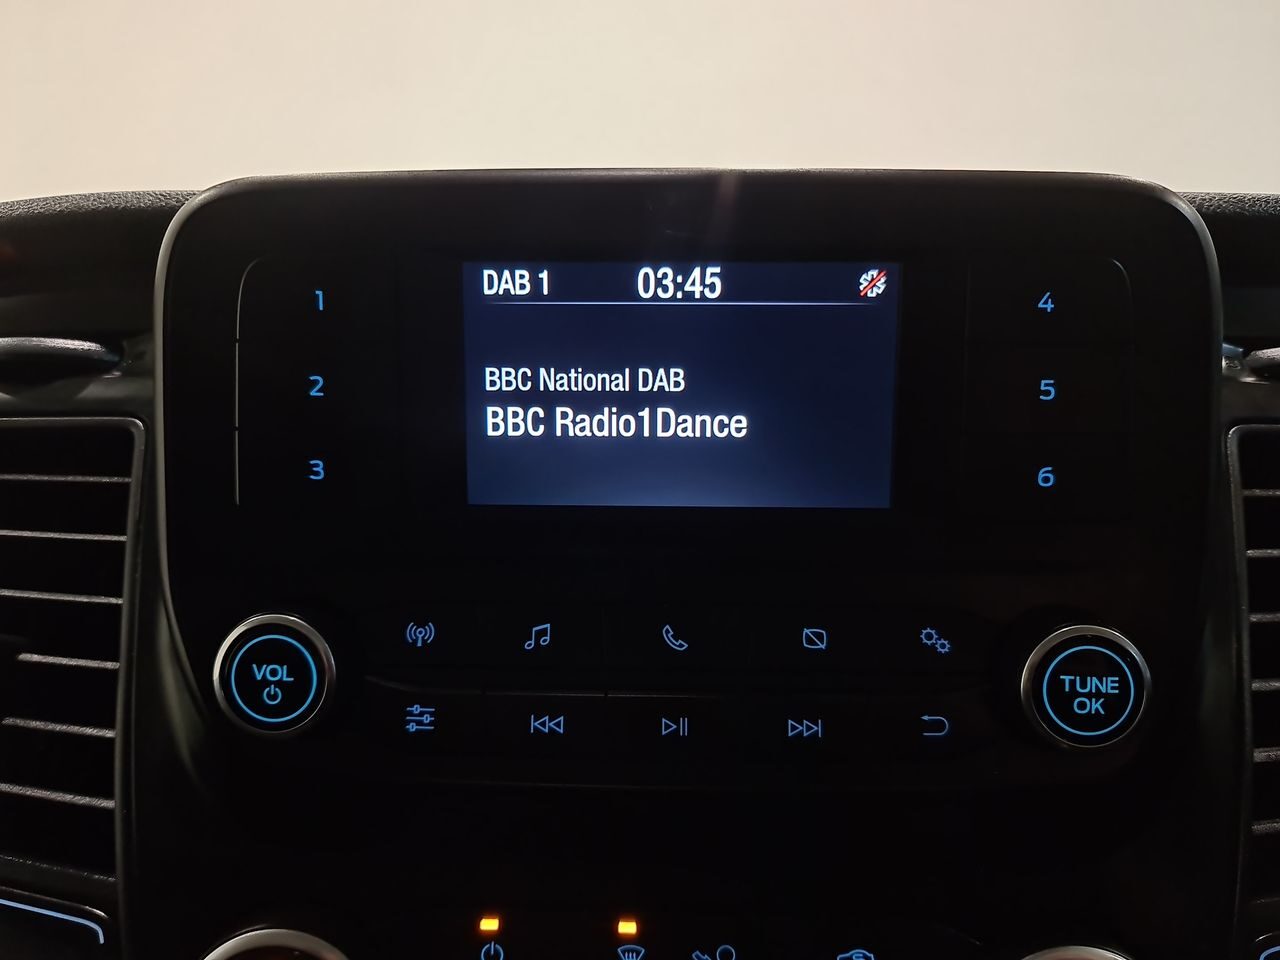 DAB 1 03:45
BBC National DAB
BBC Radio1Dance
1
2
3
4
5
6
VOL
TUNE
OK